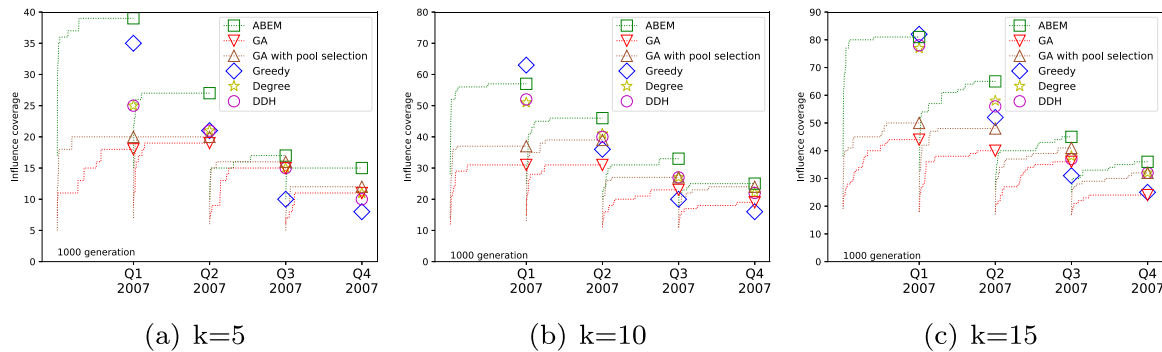 40
35
30
25
20
15
10
5
0
Influence coverage
ABEM
GA
GA with pool selection
Greedy
Degree
DDH
1000 generation
Q1 2007
Q2 2007
Q3 2007
Q4 2007
(a) k=5
80
70
60
50
40
30
20
10
0
Influence coverage
ABEM
GA
GA with pool selection
Greedy
Degree
DDH
1000 generation
Q1 2007
Q2 2007
Q3 2007
Q4 2007
(b) k=10
90
80
70
60
50
40
30
20
10
0
Influence coverage
ABEM
GA
GA with pool selection
Greedy
Degree
DDH
1000 generation
Q1 2007
Q2 2007
Q3 2007
Q4 2007
(c) k=15